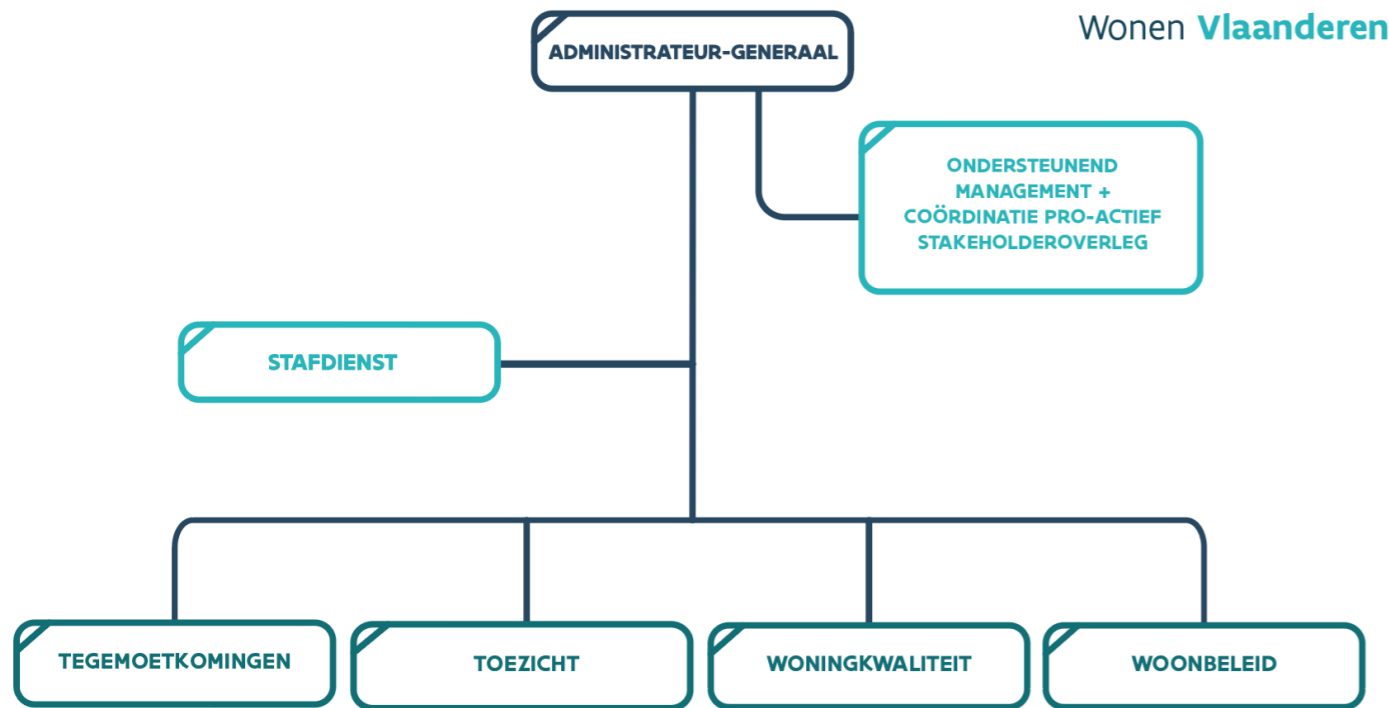 Wonen Vlaanderen
ADMINISTRATEUR-GENERAAL
ONDERSTEUNEND
MANAGEMENT +
COÖRDINATIE PRO-ACTIEF
STAKEHOLDEROVERLEG
STAFDIENST
TEGEMOETKOMINGEN
TOEZICHT
WONINGKWALITEIT
WOONBELEID